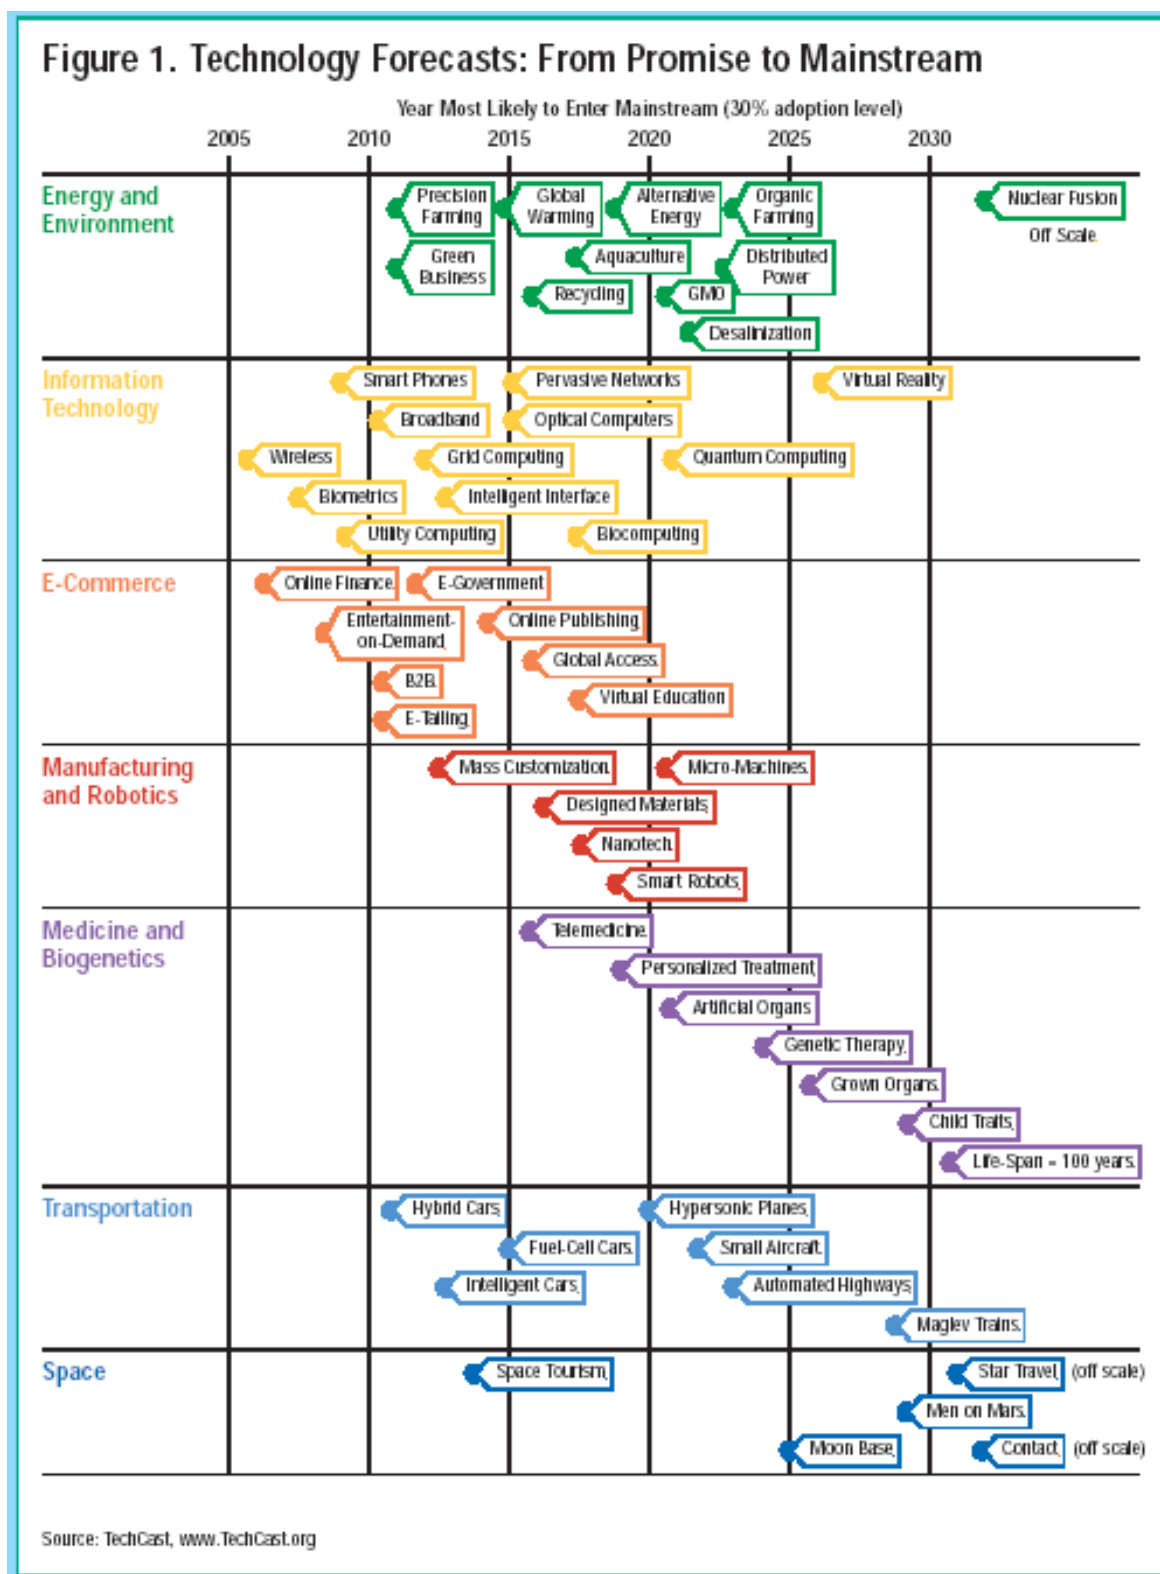 Figure 1. Technology Forecasts: From Promise to Mainstream
Year Most Likely to Enter Mainstream (30% adoption level)
2005 2010 2015 2020 2025 2030
Energy and
Environment
Precision
Farming
Global
Warming
Alternative
Energy
Organic
Farming
Nuclear Fusion
Off Scale
Green
Business
Aquaculture
Distributed
Power
Recycling
GMO
Desalinization
Information
Technology
Smart Phones
Pervasive Networks
Virtual Reality
Broadband
Optical Computers
Wireless
Grid Computing
Quantum Computing
Biometrics
Intelligent Interface
Utility Computing
Biocomputing
E-Commerce
Online Finance
E-Government
Entertainment-
on-Demand
Online Publishing
Global Access
B2B
Virtual Education
E-Tailing
Manufacturing
and Robotics
Mass Customization
Micro-Machines
Designed Materials
Nanotech
Smart Robots
Medicine and
Biogenetics
Telemedicine
Personalized Treatment
Artificial Organs
Genetic Therapy
Grown Organs
Child Traits
Life-Span = 100 years
Transportation
Hybrid Cars
Hypersonic Planes
Fuel-Cell Cars
Small Aircraft
Intelligent Cars
Automated Highways
Maglev Trains
Space
Space Tourism
Star Travel (off scale)
Men on Mars
Moon Base
Contact (off scale)
Source: TechCast, www.TechCast.org